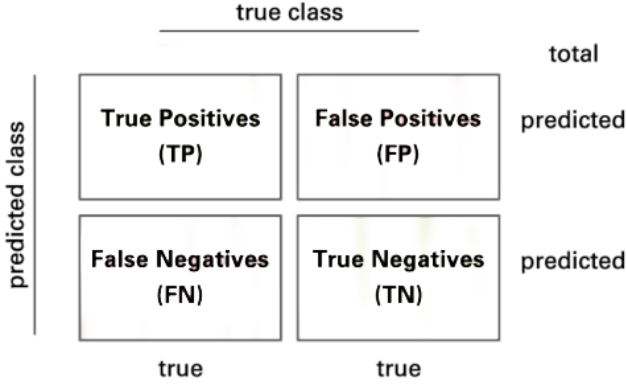 true class
total
predicted class
True Positives
(TP)
False Positives
(FP)
predicted
False Negatives
(FN)
True Negatives
(TN)
predicted
true
true